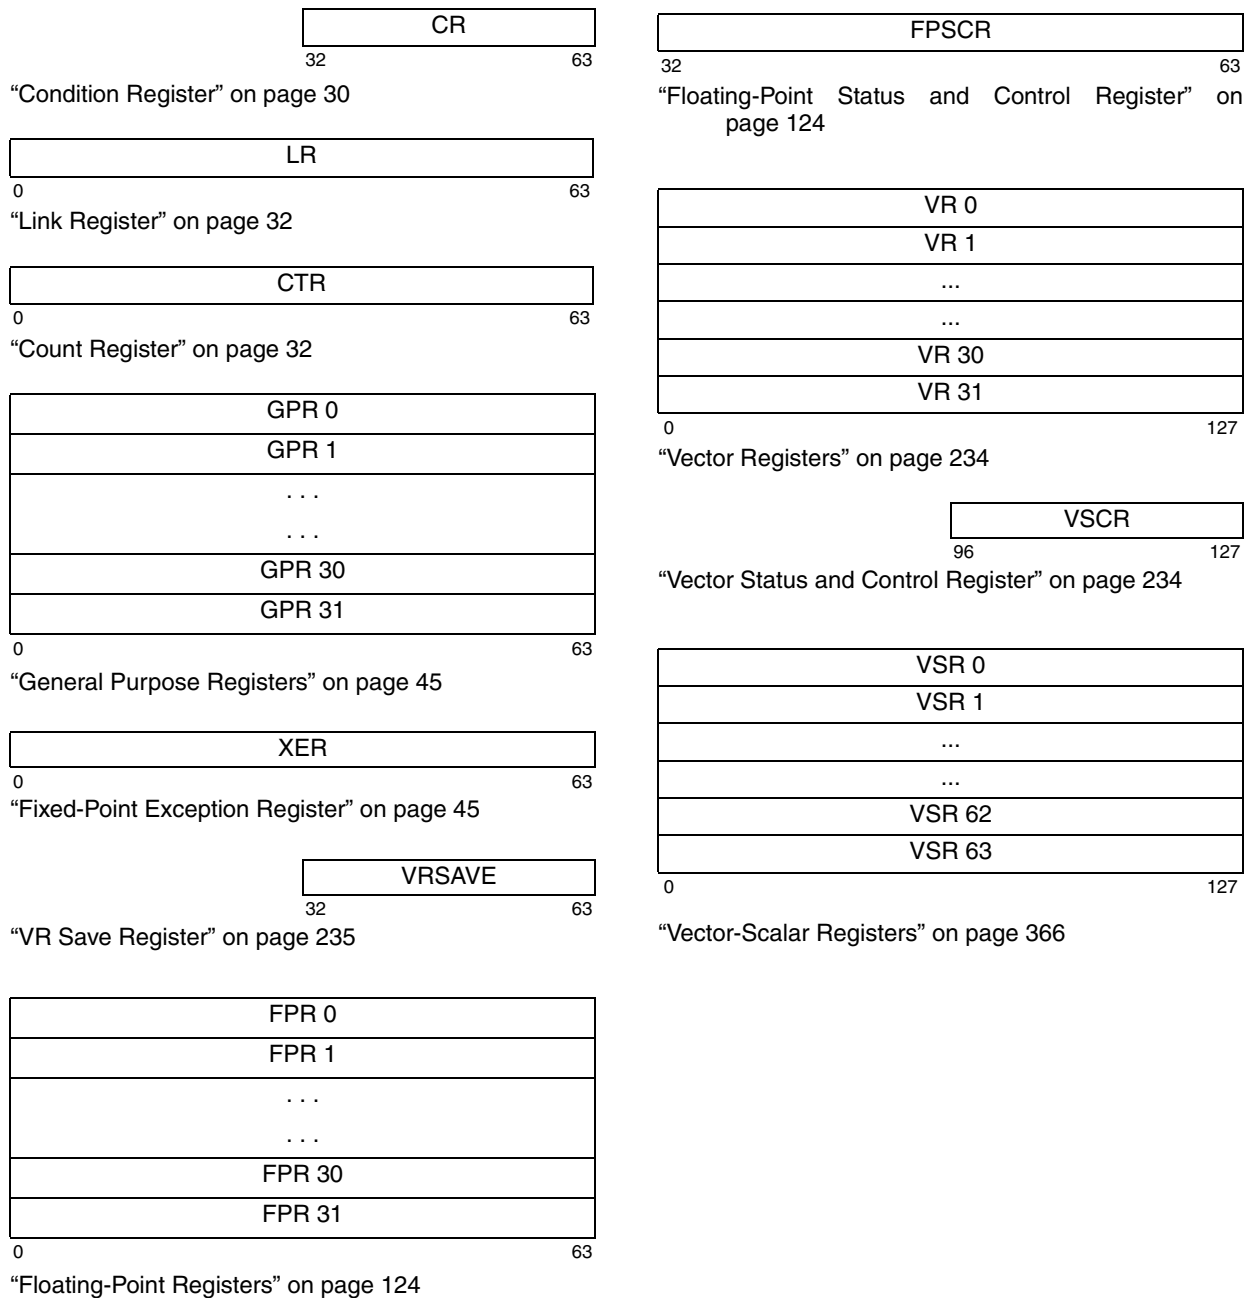 CR
32 63
“Condition Register” on page 30
LR
0 63
“Link Register” on page 32
CTR
0 63
“Count Register” on page 32
GPR 0
GPR 1
. . .
. . .
GPR 30
GPR 31
0 63
“General Purpose Registers” on page 45
XER
0 63
“Fixed-Point Exception Register” on page 45
VRSAVE
32 63
“VR Save Register” on page 235
FPR 0
FPR 1
. . .
. . .
FPR 30
FPR 31
0 63
“Floating-Point Registers” on page 124
FPSCR
32 63
“Floating-Point Status and Control Register” on
page 124
VR 0
VR 1
...
...
VR 30
VR 31
0 127
“Vector Registers” on page 234
VSCR
96 127
“Vector Status and Control Register” on page 234
VSR 0
VSR 1
...
...
VSR 62
VSR 63
0 127
“Vector-Scalar Registers” on page 366